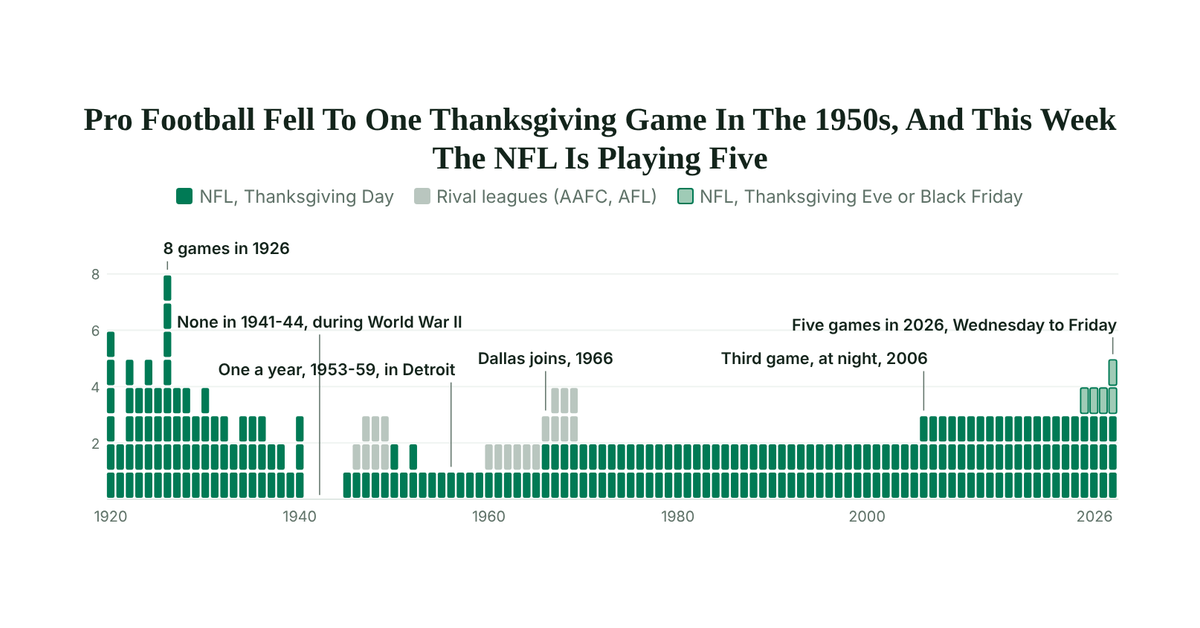 Pro Football Fell To One Thanksgiving Game In The 1950s, And This Week
The NFL Is Playing Five
NFL, Thanksgiving Day
Rival leagues (AAFC, AFL)
NFL, Thanksgiving Eve or Black Friday
8 games in 1926
8
None in 1941-44, during World War II
Five games in 2026, Wednesday to Friday
6
One a year, 1953-59, in Detroit
Dallas joins, 1966
Third game, at night, 2006
4
2
1920
1940
1960
1980
2000
2026